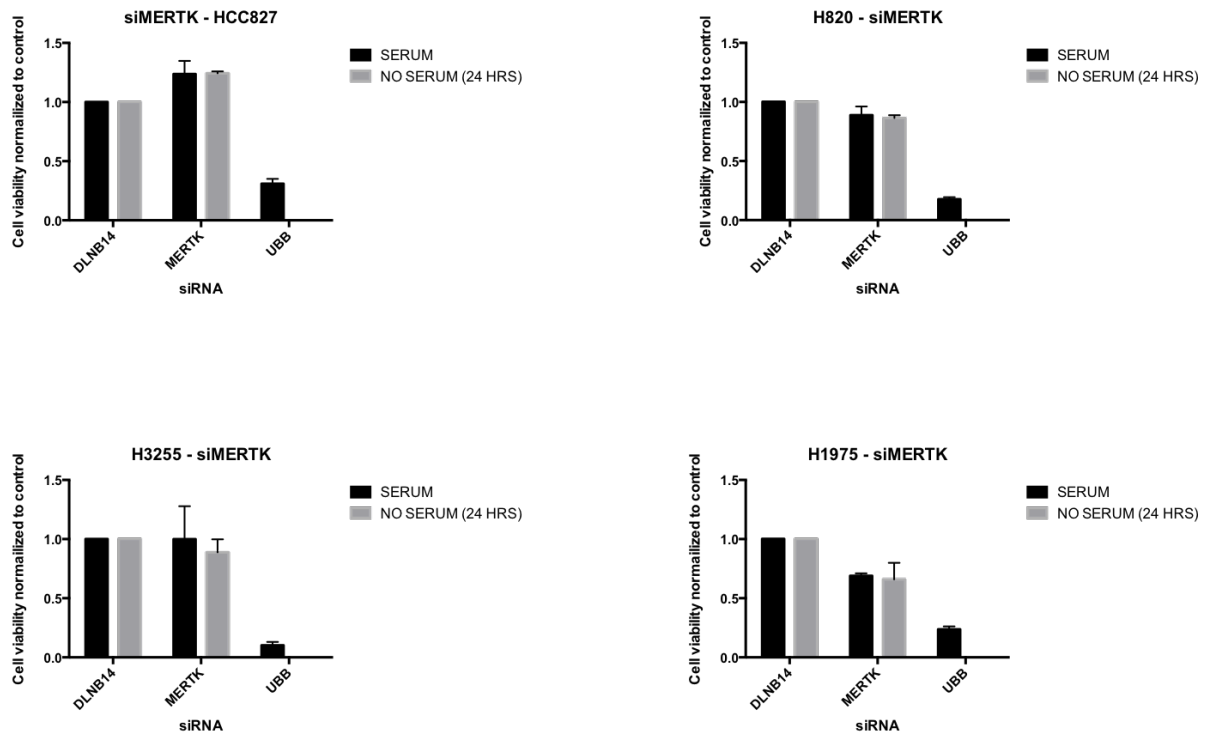 siMERTK - HCC827
Cell viability normailized to control
1.5
1.0
0.5
0.0
DLNB14
MERTK
UBB
siRNA
SERUM
NO SERUM (24 HRS)
H820 - siMERTK
Cell viability normailized to control
1.5
1.0
0.5
0.0
DLNB14
MERTK
UBB
siRNA
SERUM
NO SERUM (24 HRS)
H3255 - siMERTK
Cell viability normailized to control
1.5
1.0
0.5
0.0
DLNB14
MERTK
UBB
siRNA
SERUM
NO SERUM (24 HRS)
H1975 - siMERTK
Cell viability normailized to control
1.5
1.0
0.5
0.0
DLNB14
MERTK
UBB
siRNA
SERUM
NO SERUM (24 HRS)